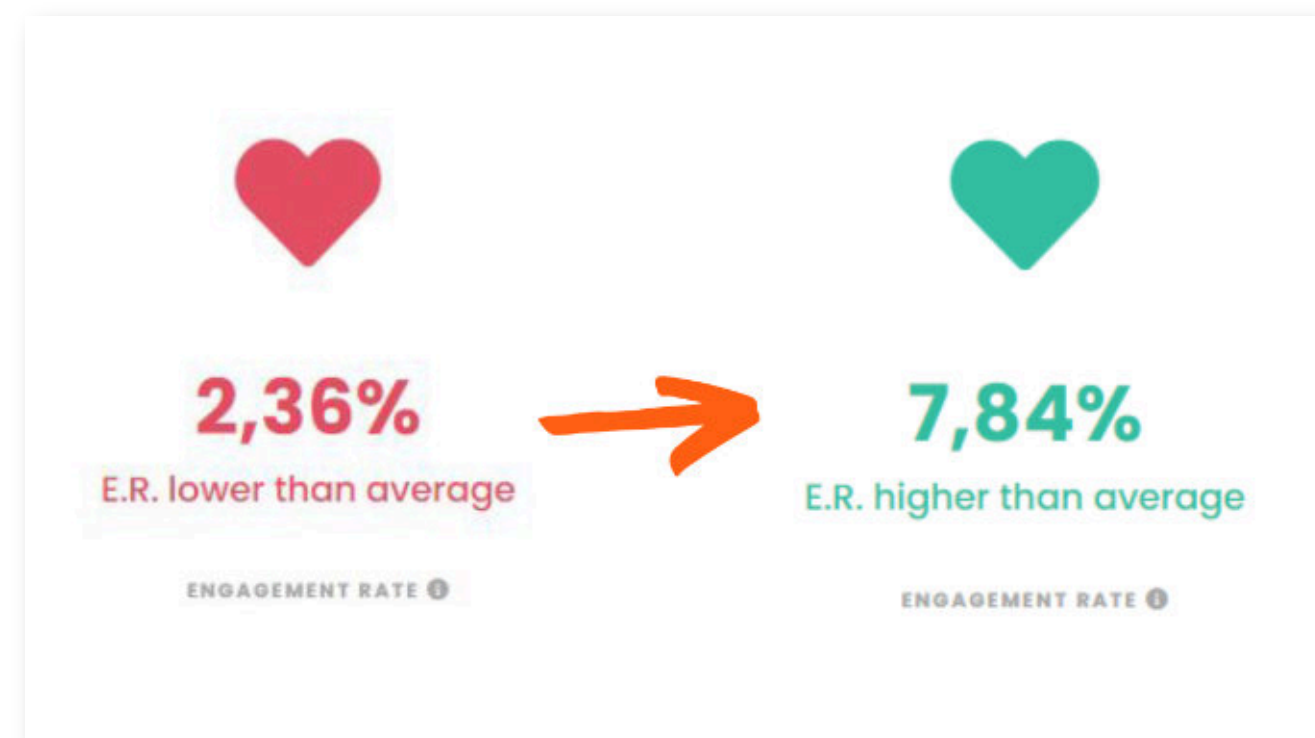 2,36%
E.R. lower than average
ENGAGEMENT RATE
7,84%
E.R. higher than average
ENGAGEMENT RATE